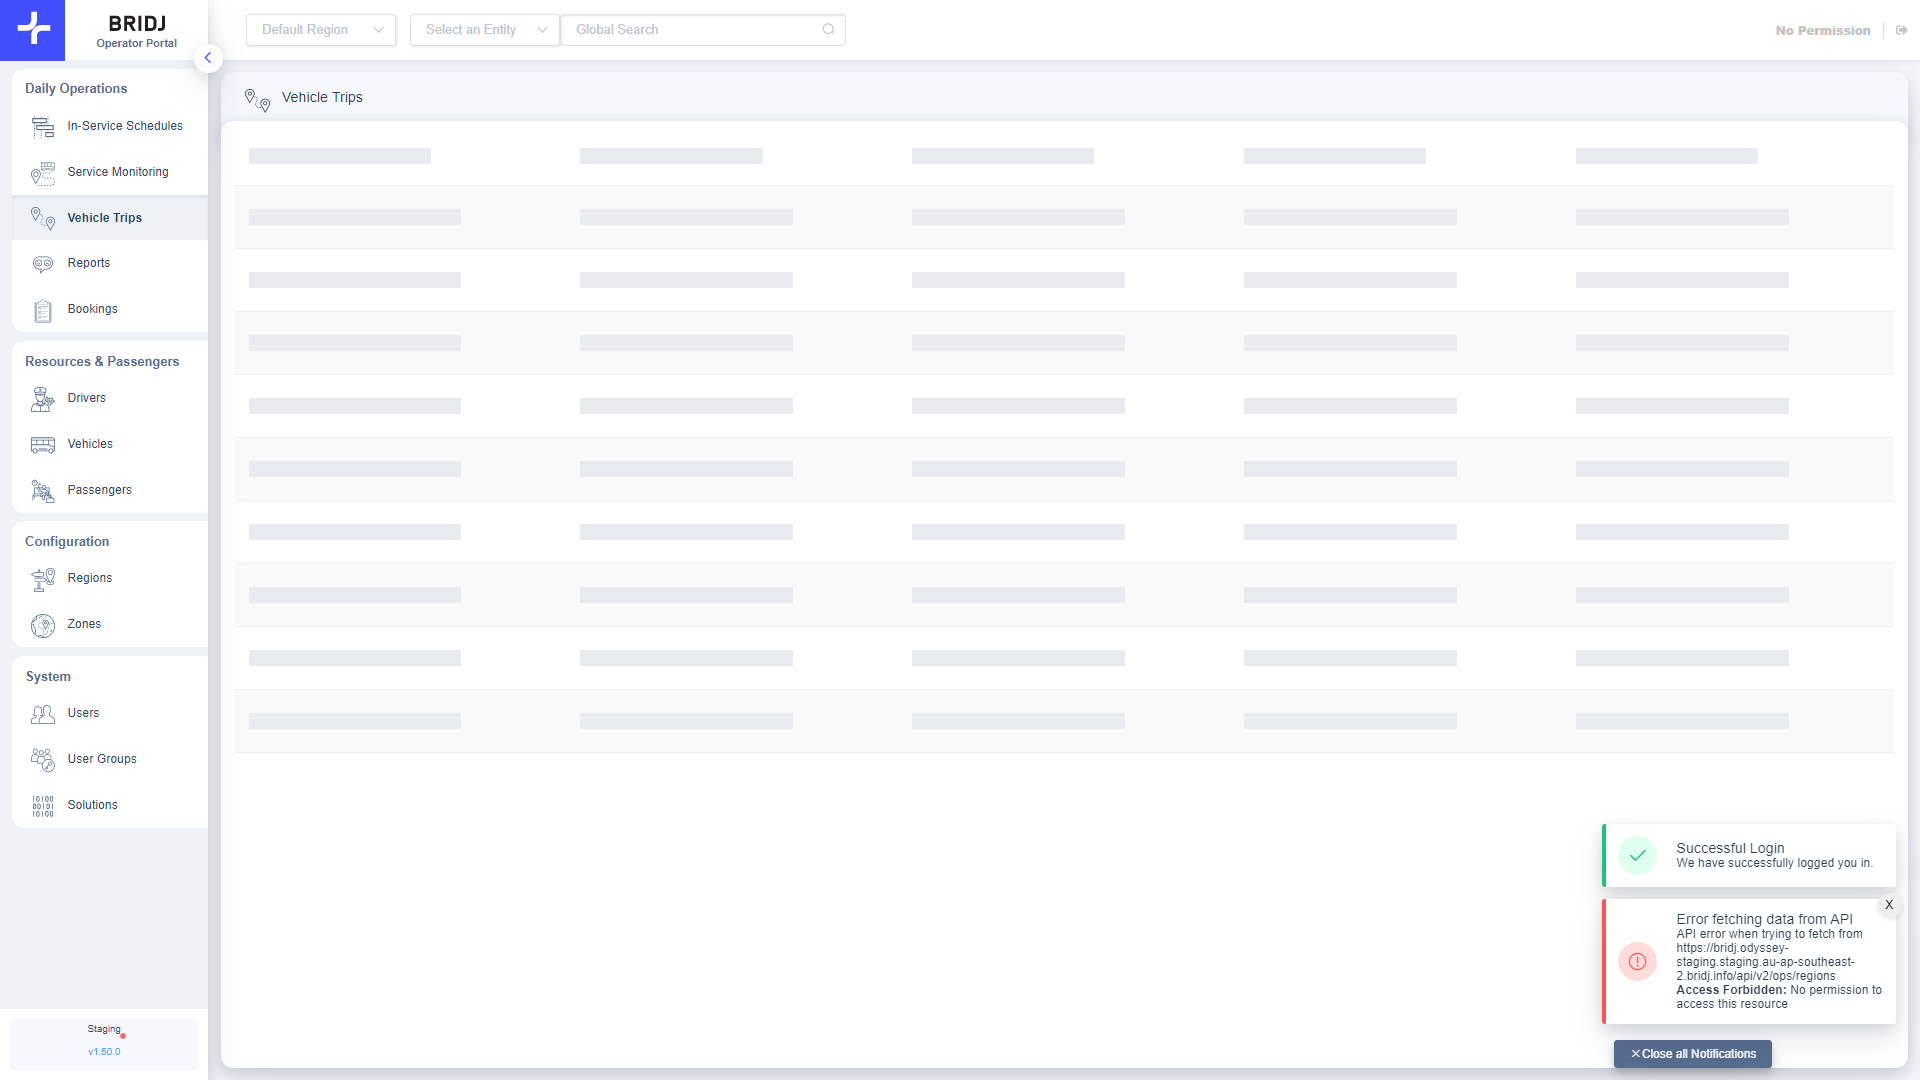 BRIDJ
Operator Portal
Default Region
Select an Entity
Global Search
No Permission
Daily Operations
In-Service Schedules
Service Monitoring
Vehicle Trips
Reports
Bookings
Resources & Passengers
Drivers
Vehicles
Passengers
Configuration
Regions
Zones
System
Users
User Groups
10100
00101
10100
Solutions
Staging
v1.50.0
Vehicle Trips
Successful Login
We have successfully logged you in.
X
Error fetching data from API
API error when trying to fetch from
https://bridj.odyssey-
staging.staging.au-ap-southeast-
2.bridj.info/api/v2/ops/regions
Access Forbidden: No permission to
access this resource
Close all Notifications